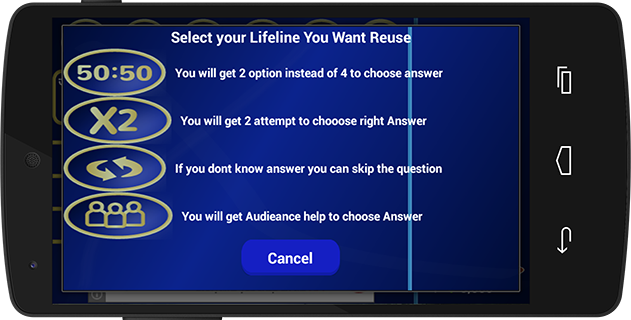 Select your Lifeline You Want Reuse
50:50
You will get 2 option instead of 4 to choose answer
X2
You will get 2 attempt to chooose right Answer
If you dont know answer you can skip the question
You will get Audieance help to choose Answer
Cancel